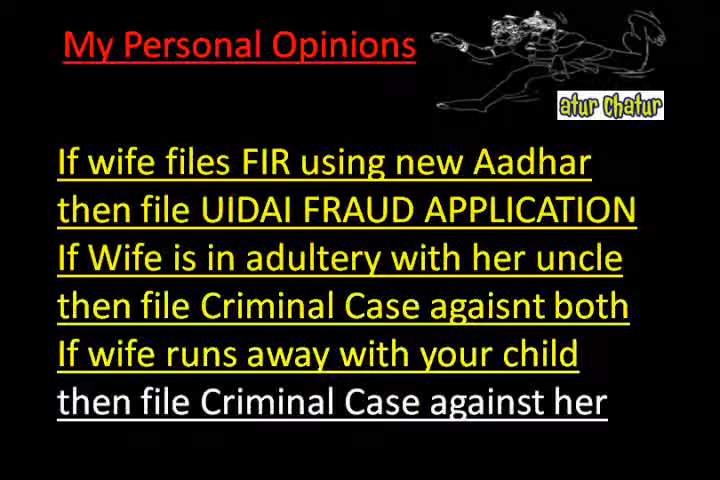 My Personal Opinions
atur Chatur
If wife files FIR using new Aadhar
then file UIDAI FRAUD APPLICATION
If Wife is in adultery with her uncle
then file Criminal Case agaisnt both
If wife runs away with your child
then file Criminal Case against her